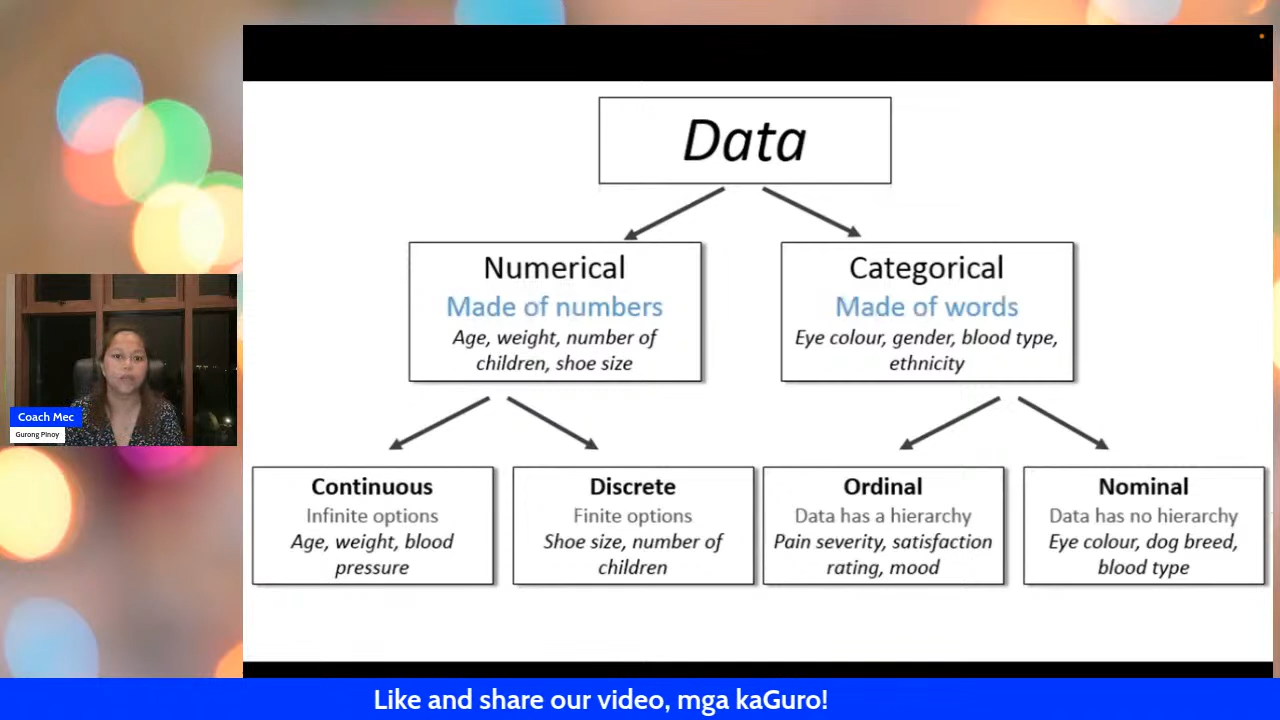 Data
Numerical
Made of numbers
Age, weight, number of
children, shoe size
Categorical
Made of words
Eye colour, gender, blood type,
ethnicity
Continuous
Infinite options
Age, weight, blood
pressure
Discrete
Finite options
Shoe size, number of
children
Ordinal
Data has a hierarchy
Pain severity, satisfaction
rating, mood
Nominal
Data has no hierarchy
Eye colour, dog breed,
blood type
Coach Mec
Gurong Pinoy
Like and share our video, mga kaGuro!